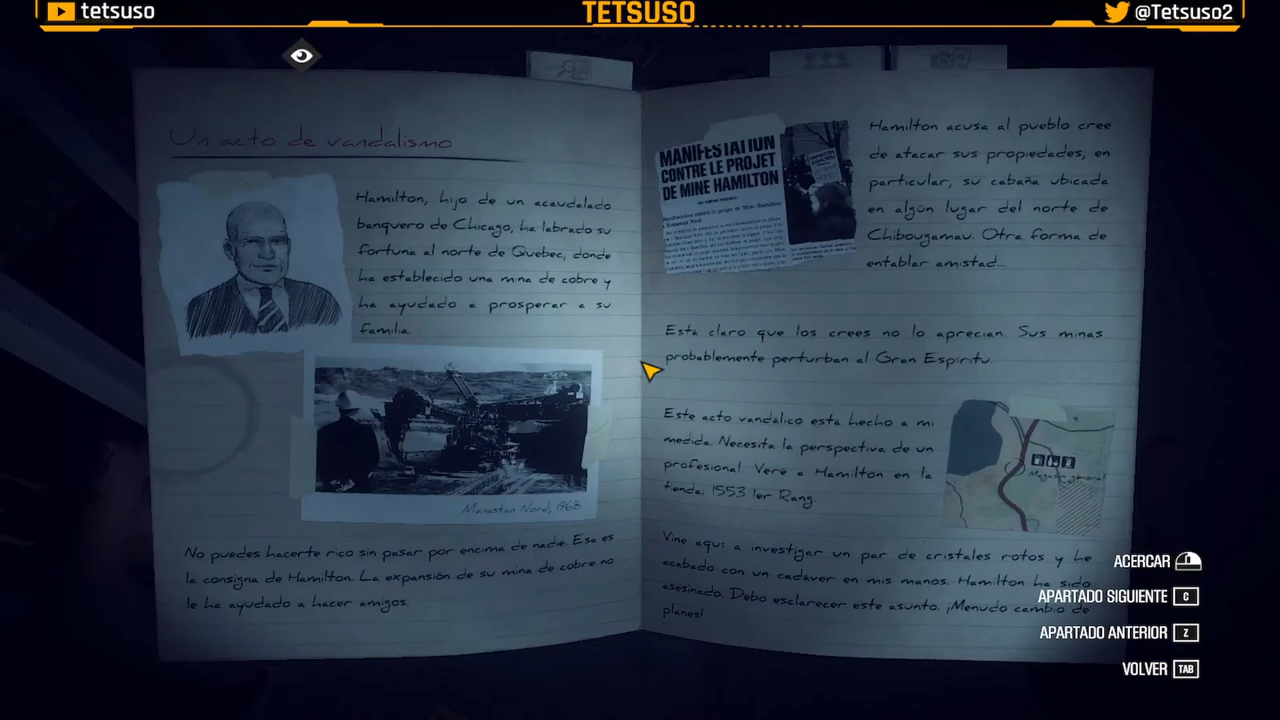 tetsuso
TETSUSO
@Tetsuso2
Un acto de vandalismo
Hamilton, hijo de un acaudalado
banquero de Chicago, ha labrado su
fortuna al norte de Quebec, donde
ha establecido una mina de cobre y
ha ayudado a prosperar a su
familia.
Manastan Nord, 1963
No puedes hacerte rico sin pasar por encima de nadie. Esa es
la consigna de Hamilton. La expansión de su mina de cobre no
le ha ayudado a hacer amigos.
MANIFESTATION
CONTRE LE PROJET
DE MINE HAMILTON
Hamilton acusa al pueblo cree
de atacar sus propiedades, en
particular, su cabaña ubicada
en algún lugar del norte de
Chibougamau. Otra forma de
entablar amistad...
Esta claro que los crees no lo aprecian. Sus minas
probablemente perturban al Gran Espíritu.
Este acto vandálico esta hecho a mi
medida. Necesita la perspectiva de un
profesional. Veré a Hamilton en la
tienda. 1553 1er Rang.
Magasin général
Vine aquí a investigar un par de cristales rotos y he
acabado con un cadaver en mis manos. Hamilton ha sido
asesinado. Debo esclarecer este asunto. ¡Menudo cambio de
planes!
ACERCAR
APARTADO SIGUIENTE C
APARTADO ANTERIOR Z
VOLVER TAB